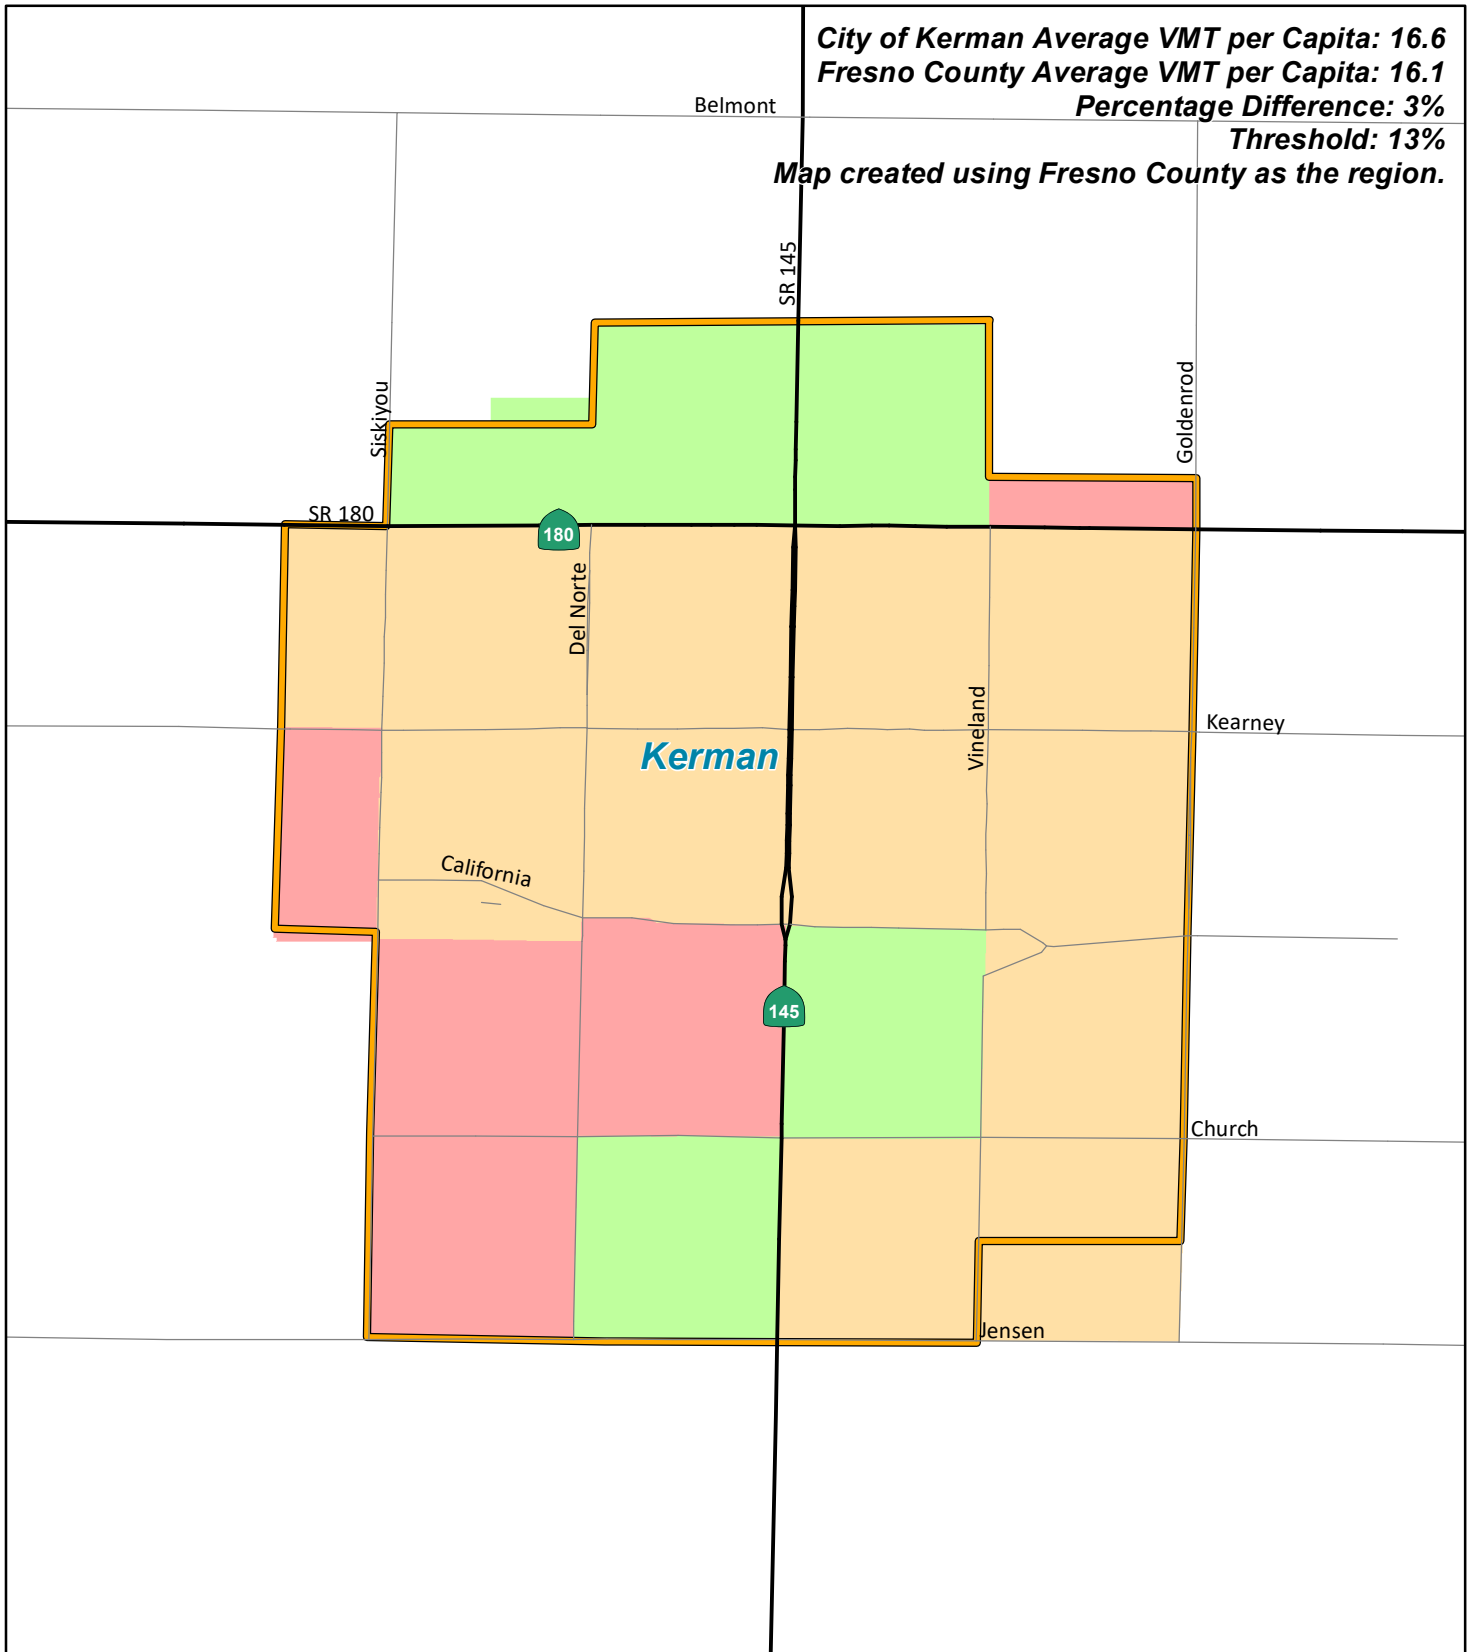 City of Kerman Average VMT per Capita: 16.6
Fresno County Average VMT per Capita: 16.1
Percentage Difference: 3%
Threshold: 13%
Map created using Fresno County as the region.
Belmont
SR 145
Siskiyou
Goldenrod
SR 180
180
Del Norte
Vineland
Kearney
Kerman
California
145
Church
Jensen